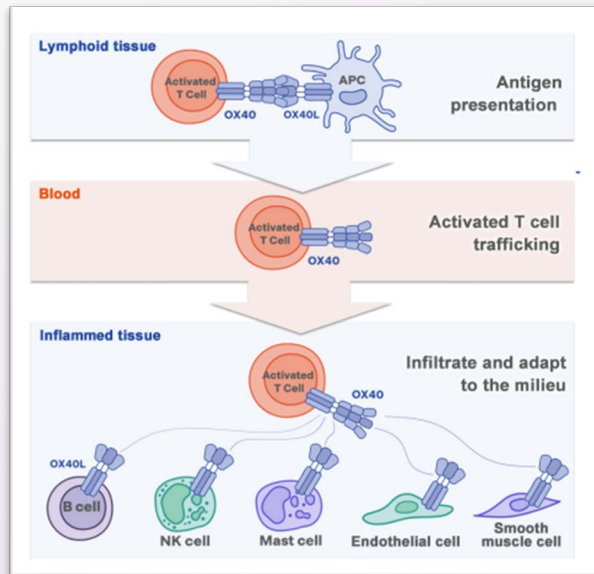 Lymphoid tissue
Activated
T Cell
APC
OX40
OX40L
Antigen
presentation
Blood
Activated
T Cell
OX40
Activated T cell
trafficking
Inflammed tissue
Activated
T Cell
OX40
Infiltrate and adapt
to the milieu
OX40L
B cell
NK cell
Mast cell
Endothelial cell
Smooth
muscle cell